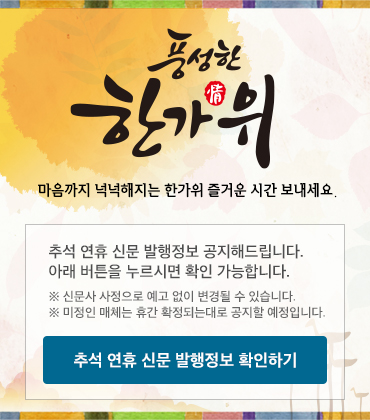 풍성한
한가위
情
마음까지 넉넉해지는 한가위 즐거운 시간 보내세요.
추석 연휴 신문 발행정보 공지해드립니다.
아래 버튼을 누르시면 확인 가능합니다.
※ 신문사 사정으로 예고 없이 변경될 수 있습니다.
※ 미정인 매체는 휴간 확정되는대로 공지할 예정입니다.
추석 연휴 신문 발행정보 확인하기